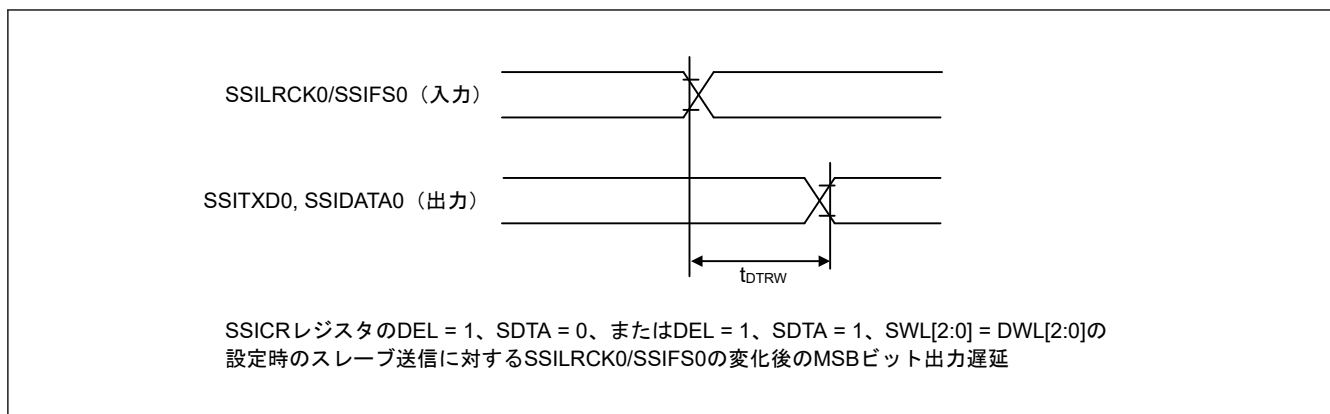 SSILRCK0/SSIFS0（入力）
SSITXD0, SSIDATA0（出力）
tDTRW
SSICRレジスタのDEL = 1、SDTA = 0、またはDEL = 1、SDTA = 1、SWL[2:0] = DWL[2:0]の
設定時のスレーブ送信に対するSSILRCK0/SSIFS0の変化後のMSBビット出力遅延